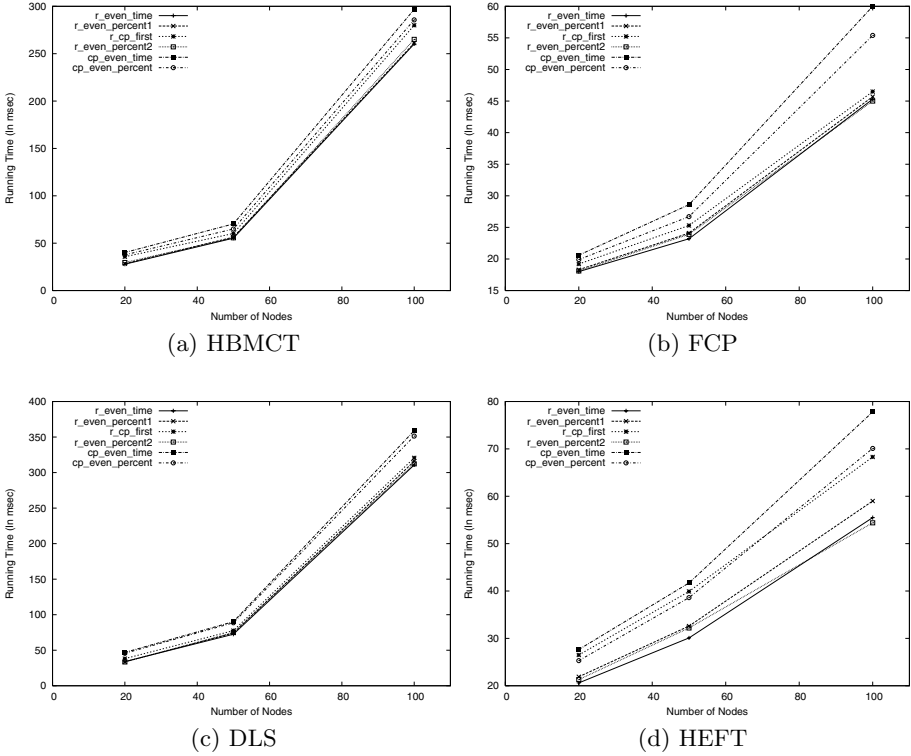 300
250
200
150
100
50
0
Running Time (In msec)
r_even_time
r_even_percent1
r_cp_first
r_even_percent2
cp_even_time
cp_even_percent
0 20 40 60 80 100
Number of Nodes
(a) HBMCT
60
55
50
45
40
35
30
25
20
15
Running Time (In msec)
r_even_time
r_even_percent1
r_cp_first
r_even_percent2
cp_even_time
cp_even_percent
0 20 40 60 80 100
Number of Nodes
(b) FCP
400
350
300
250
200
150
100
50
0
Running Time (In msec)
r_even_time
r_even_percent1
r_cp_first
r_even_percent2
cp_even_time
cp_even_percent
0 20 40 60 80 100
Number of Nodes
(c) DLS
80
70
60
50
40
30
20
Running Time (In msec)
r_even_time
r_even_percent1
r_cp_first
r_even_percent2
cp_even_time
cp_even_percent
0 20 40 60 80 100
Number of Nodes
(d) HEFT